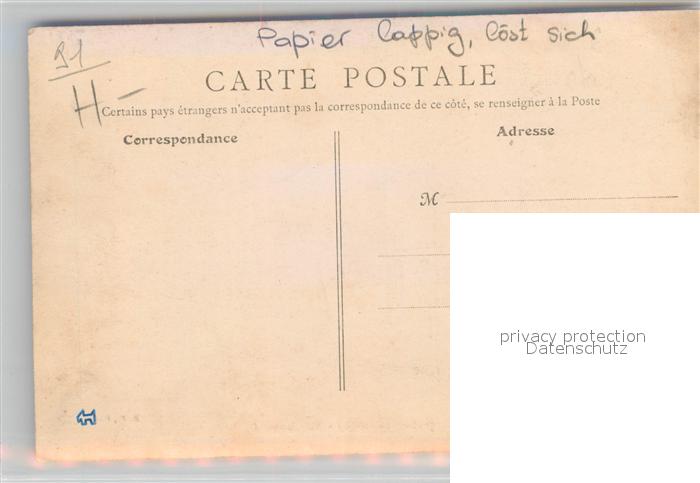 Papier lappig, löst sich
91
CARTE POSTALE
H-
Certains pays étrangers n'acceptant pas la correspondance de ce côté, se renseigner à la Poste
Correspondance
Adresse
M
privacy protection
Datenschutz